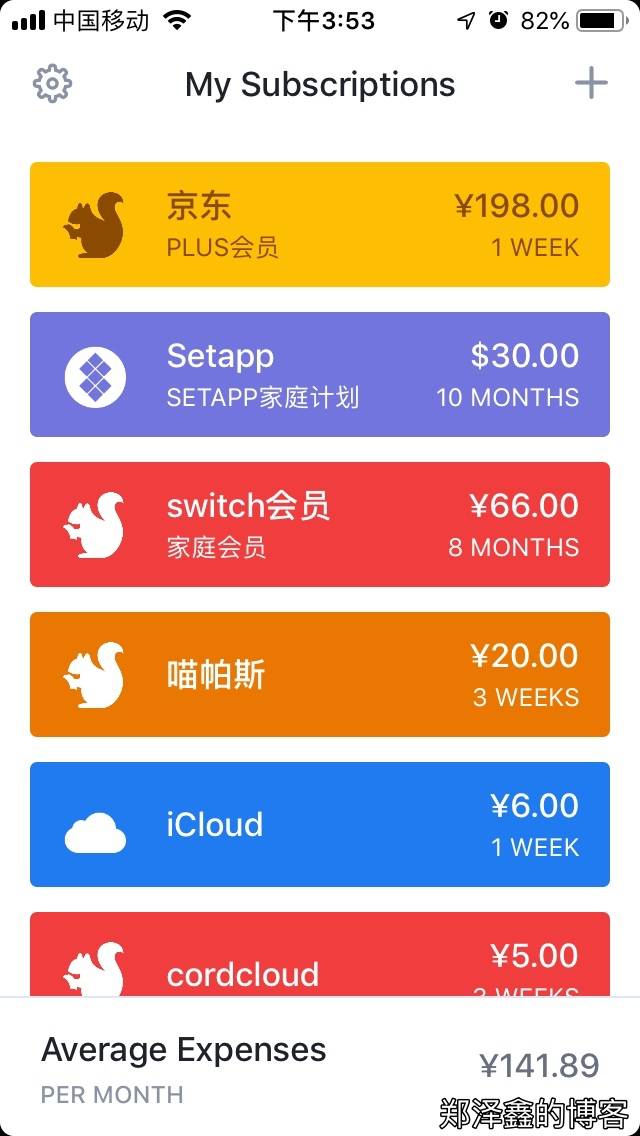 中国移动 下午3:53 82%
My Subscriptions
京东 ¥198.00
PLUS会员 1 WEEK
Setapp $30.00
SETAPP家庭计划 10 MONTHS
switch会员 ¥66.00
家庭会员 8 MONTHS
喵帕斯 ¥20.00
3 WEEKS
iCloud ¥6.00
1 WEEK
cordcloud ¥5.00
WEEKS
Average Expenses ¥141.89
PER MONTH
郑泽鑫的博客